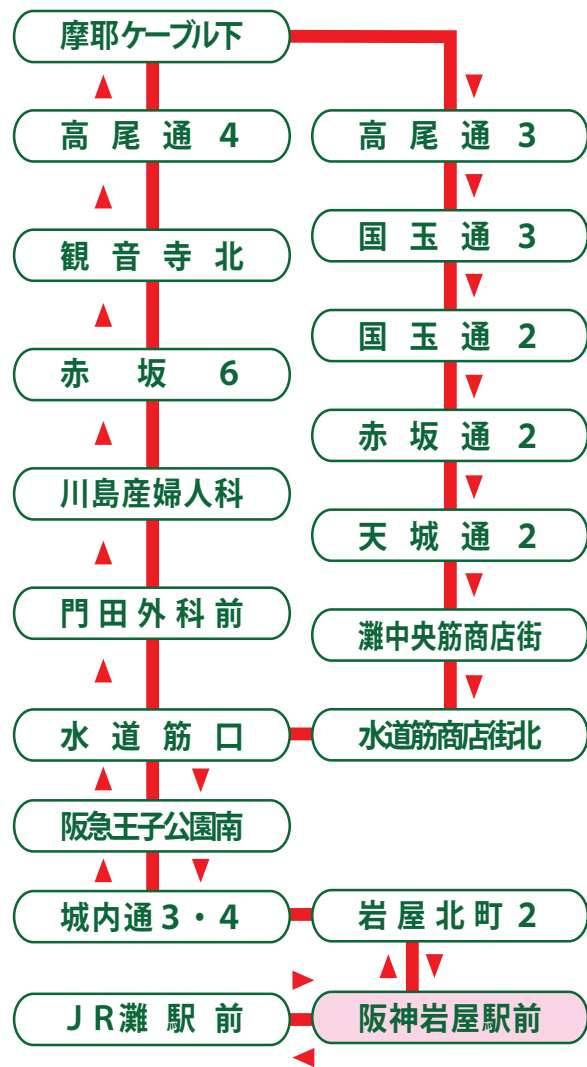 摩耶ケーブル下
高尾通4
高尾通3
観音寺北
国玉通3
国玉通2
赤坂6
赤坂通2
川島産婦人科
天城通2
門田外科前
灘中央筋商店街
水道筋口
水道筋商店街北
阪急王子公園南
城内通3・4
岩屋北町2
JR灘駅前
阪神岩屋駅前